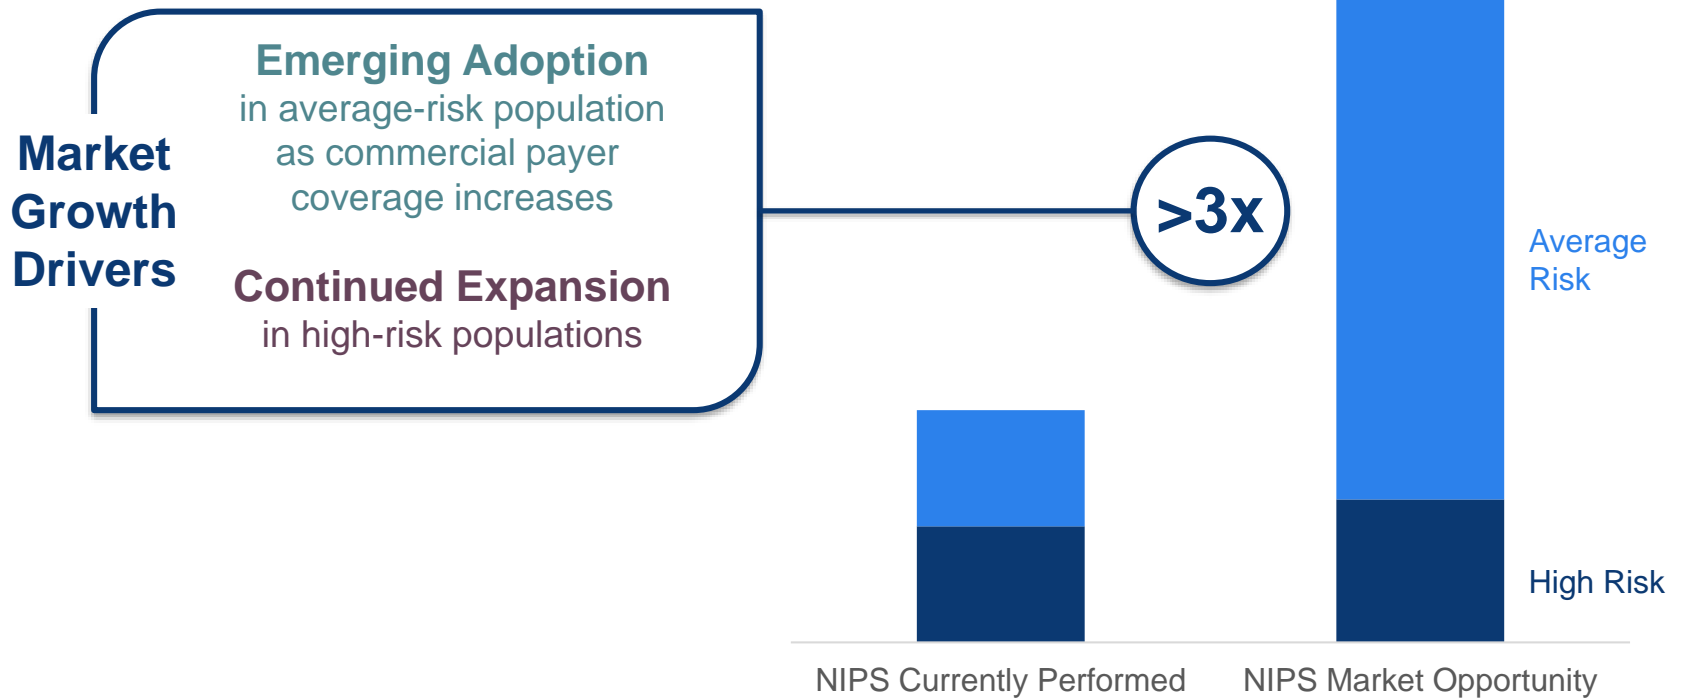 Market
Growth
Drivers
Emerging Adoption
in average-risk population
as commercial payer
coverage increases
Continued Expansion
in high-risk populations
>3x
Average
Risk
High Risk
NIPS Currently Performed
NIPS Market Opportunity